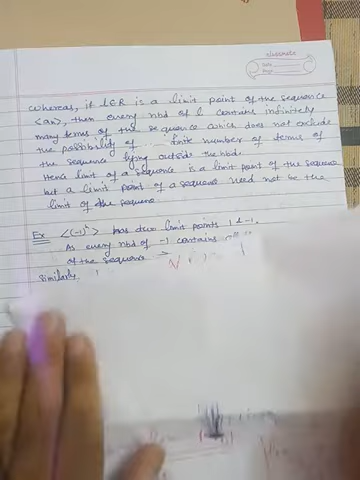 classmate
Date
Page
whereas, if l∈R is a limit point of the sequence
<an>, then every nbd of l contains infinitely
many terms of the sequence which does not exclude
the possibility of finite number of terms of
the sequence lying outside the nbd.
Hence limit of a sequence is a limit point of the sequence
but a limit point of a sequence need not be the
limit of the sequence.
Ex <(-1)^n> has two limit points 1 & -1.
As every nbd of -1 contains
of the sequence
Similarly